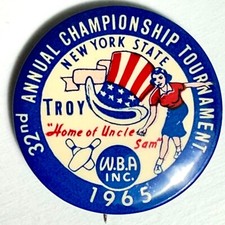 32nd ANNUAL CHAMPIONSHIP TOURNAMENT
NEW YORK STATE
TROY
"Home of Uncle
Sam"
W.B.A
INC.
1965